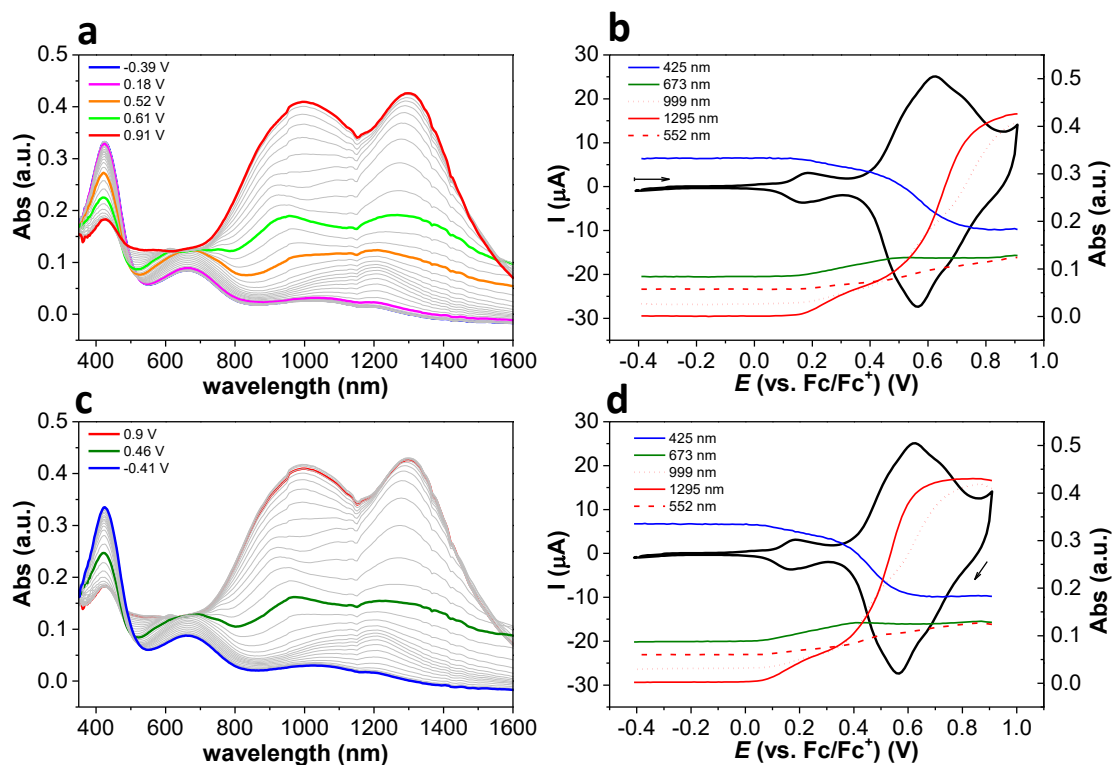 a
0.5
0.4
0.3
0.2
0.1
0.0
Abs (a.u.)
-0.39 V
0.18 V
0.52 V
0.61 V
0.91 V
400 600 800 1000 1200 1400 1600
wavelength (nm)
b
30
20
10
0
-10
-20
-30
I (µA)
425 nm
673 nm
999 nm
1295 nm
552 nm
0.5
0.4
0.3
0.2
0.1
0.0
Abs (a.u.)
-0.4 -0.2 0.0 0.2 0.4 0.6 0.8 1.0
E (vs. Fc/Fc+) (V)
c
0.5
0.4
0.3
0.2
0.1
0.0
Abs (a.u.)
0.9 V
0.46 V
-0.41 V
400 600 800 1000 1200 1400 1600
wavelength (nm)
d
30
20
10
0
-10
-20
-30
I (µA)
425 nm
673 nm
999 nm
1295 nm
552 nm
0.5
0.4
0.3
0.2
0.1
0.0
Abs (a.u.)
-0.4 -0.2 0.0 0.2 0.4 0.6 0.8 1.0
E (vs. Fc/Fc+) (V)